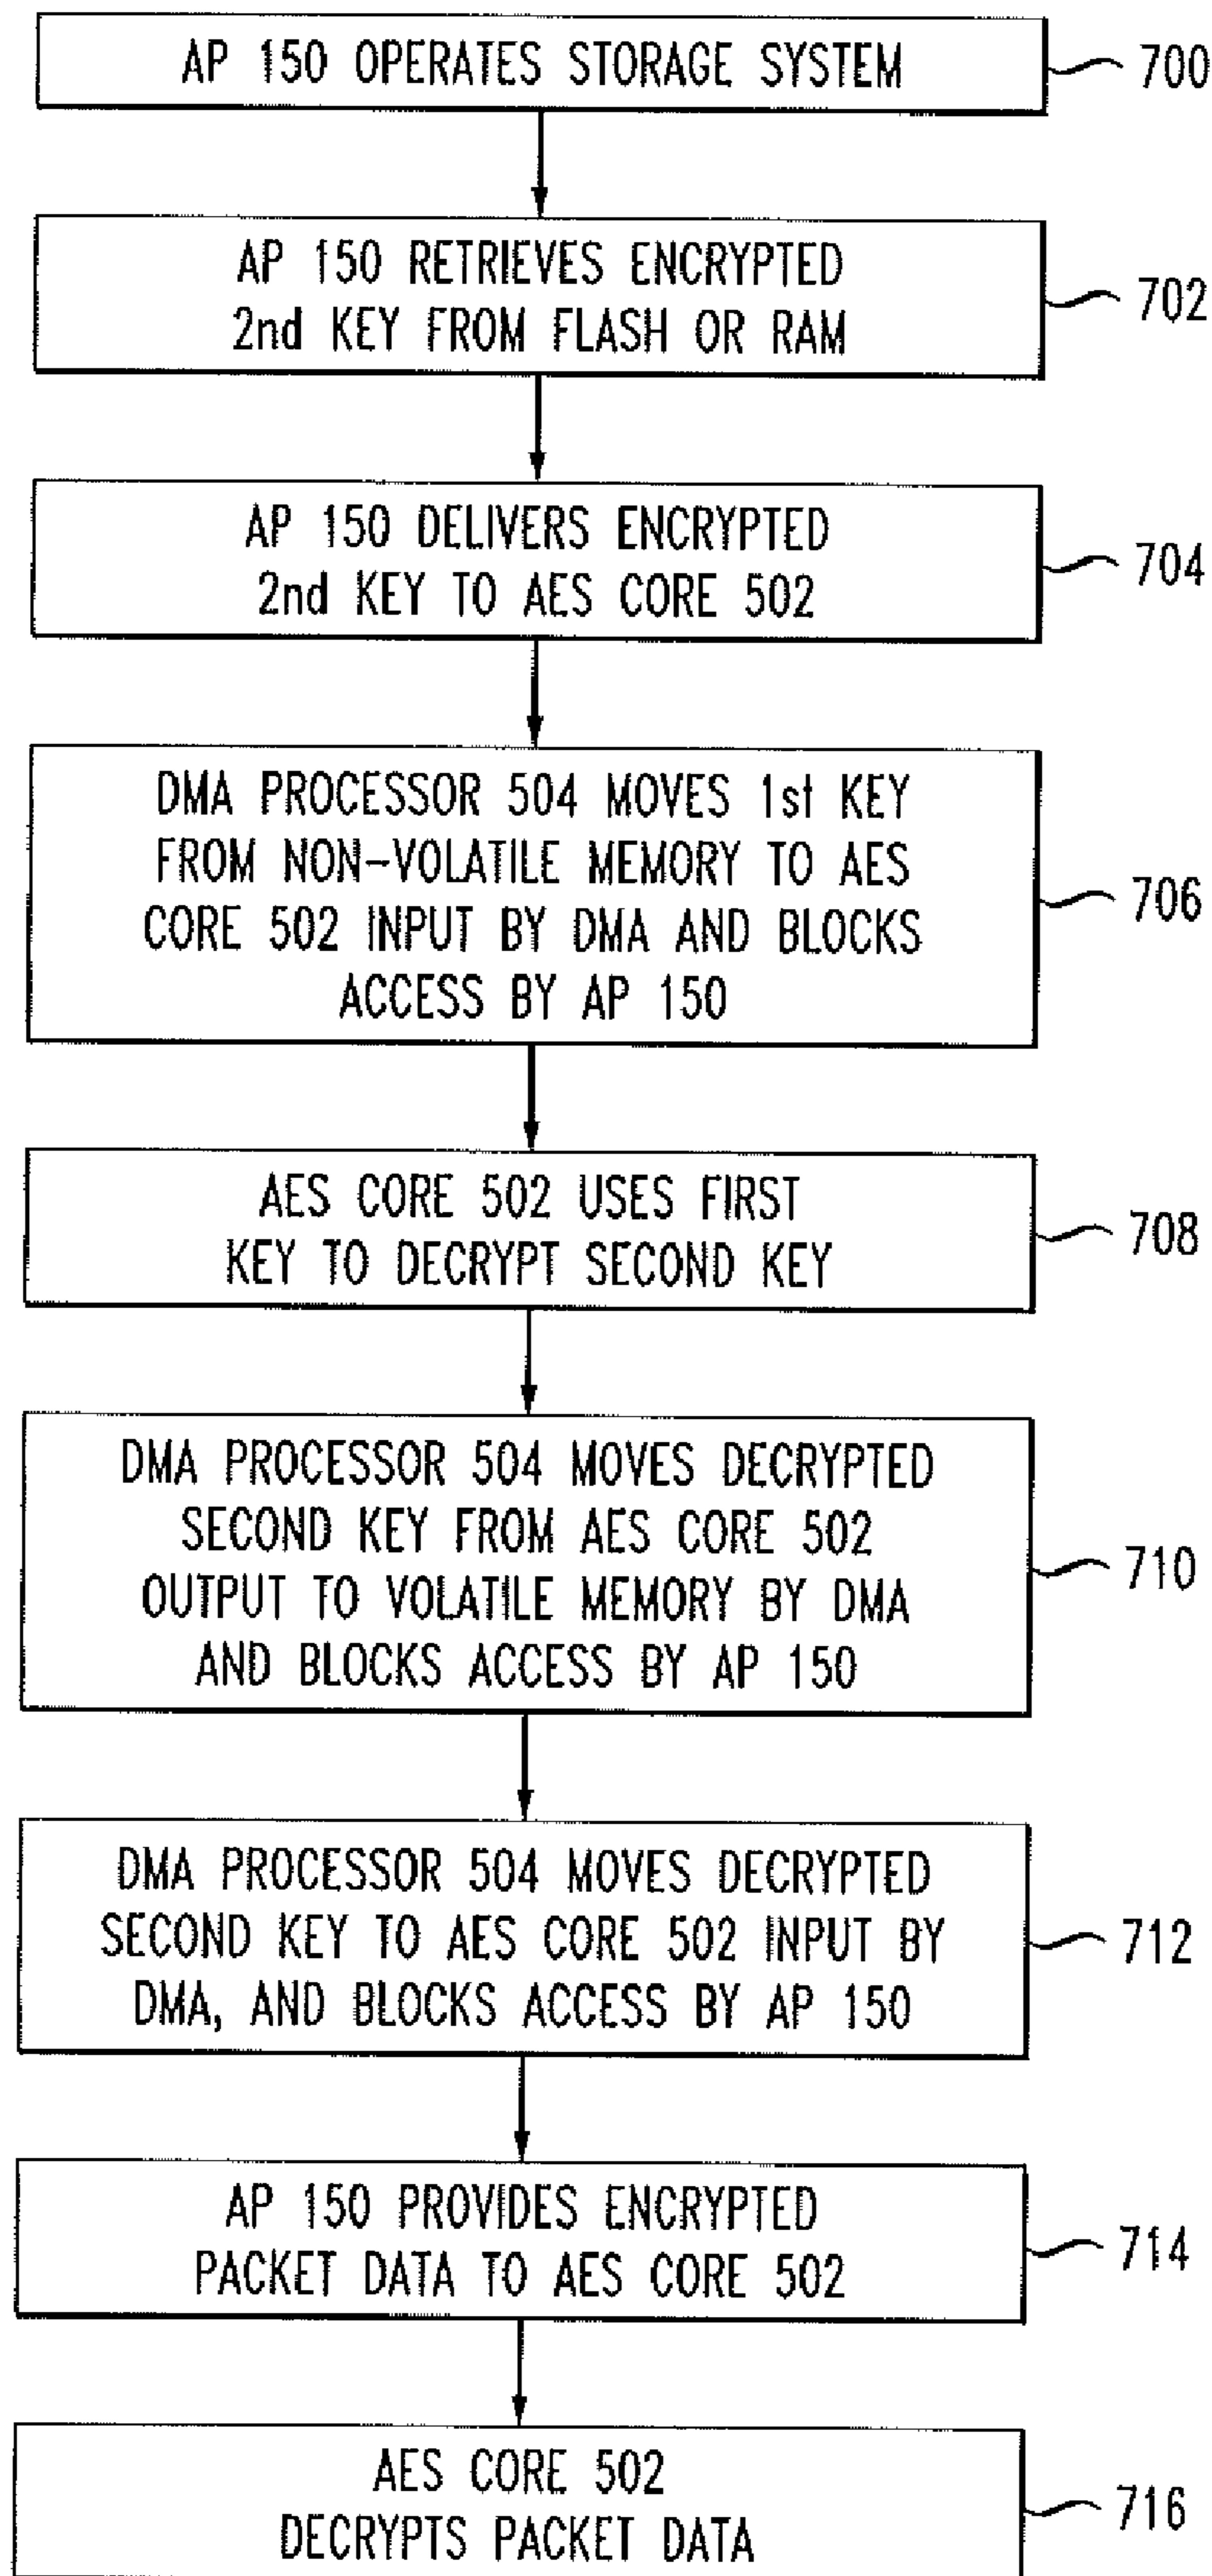 AP 150 OPERATES STORAGE SYSTEM
700
AP 150 RETRIEVES ENCRYPTED
2nd KEY FROM FLASH OR RAM
702
AP 150 DELIVERS ENCRYPTED
2nd KEY TO AES CORE 502
704
DMA PROCESSOR 504 MOVES 1st KEY
FROM NON-VOLATILE MEMORY TO AES
CORE 502 INPUT BY DMA AND BLOCKS
ACCESS BY AP 150
706
AES CORE 502 USES FIRST
KEY TO DECRYPT SECOND KEY
708
DMA PROCESSOR 504 MOVES DECRYPTED
SECOND KEY FROM AES CORE 502
OUTPUT TO VOLATILE MEMORY BY DMA
AND BLOCKS ACCESS BY AP 150
710
DMA PROCESSOR 504 MOVES DECRYPTED
SECOND KEY TO AES CORE 502 INPUT BY
DMA, AND BLOCKS ACCESS BY AP 150
712
AP 150 PROVIDES ENCRYPTED
PACKET DATA TO AES CORE 502
714
AES CORE 502
DECRYPTS PACKET DATA
716